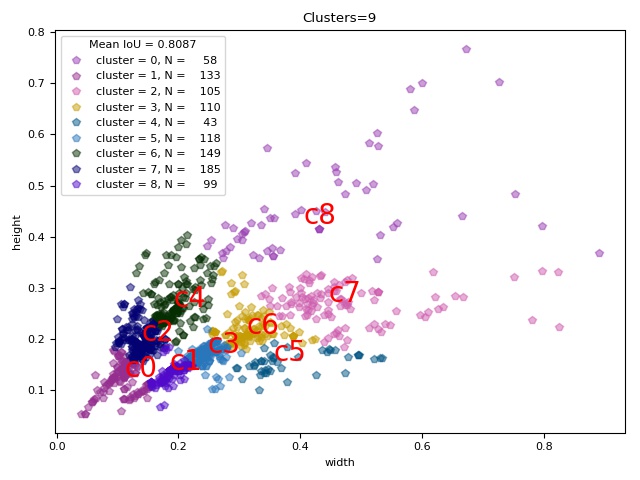 Clusters=9
Mean IoU = 0.8087
cluster = 0, N = 58
cluster = 1, N = 133
cluster = 2, N = 105
cluster = 3, N = 110
cluster = 4, N = 43
cluster = 5, N = 118
cluster = 6, N = 149
cluster = 7, N = 185
cluster = 8, N = 99
height
0.8
0.7
0.6
0.5
0.4
0.3
0.2
0.1
c8
c4
c7
c2
c6
c3
c5
c0
c1
0.0 0.2 0.4 0.6 0.8
width